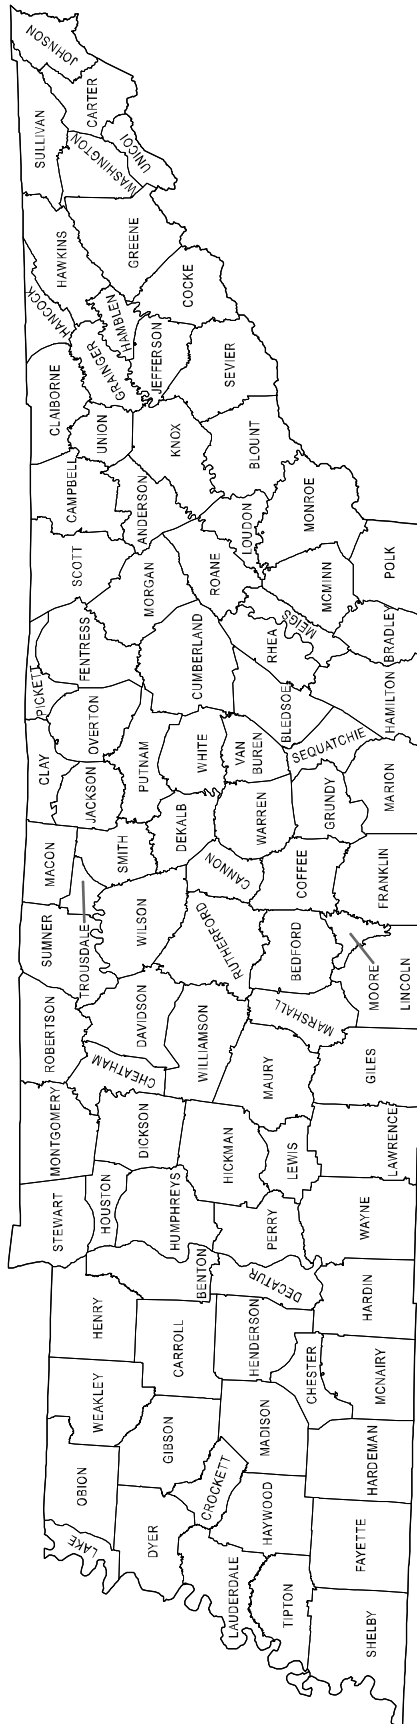 JOHNSON
CARTER
SULLIVAN
UNICOI
WASHINGTON
GREENE
HAWKINS
COCKE
HANCOCK
HAMBLEN
GRAINGER
JEFFERSON
SEVIER
CLAIBORNE
UNION
KNOX
BLOUNT
CAMPBELL
ANDERSON
LOUDON
MONROE
SCOTT
MORGAN
ROANE
MCMINN
POLK
MEIGS
RHEA
BRADLEY
FENTRESS
CUMBERLAND
HAMILTON
PICKETT
OVERTON
BLEDSOE
SEQUATCHIE
CLAY
PUTNAM
WHITE
VAN
BUREN
JACKSON
GRUNDY
MARION
DEKALB
WARREN
SMITH
MACON
CANNON
COFFEE
FRANKLIN
WILSON
RUTHERFORD
SUMNER
TROUSDALE
BEDFORD
MOORE
LINCOLN
DAVIDSON
MARSHALL
ROBERTSON
WILLIAMSON
CHEATHAM
MAURY
GILES
MONTGOMERY
DICKSON
HICKMAN
LEWIS
LAWRENCE
STEWART
HOUSTON
HUMPHREYS
PERRY
WAYNE
BENTON
DECATUR
HARDIN
HENRY
CARROLL
HENDERSON
CHESTER
MCNAIRY
WEAKLEY
GIBSON
MADISON
HARDEMAN
OBION
CROCKETT
HAYWOOD
LAKE
DYER
FAYETTE
LAUDERDALE
TIPTON
SHELBY